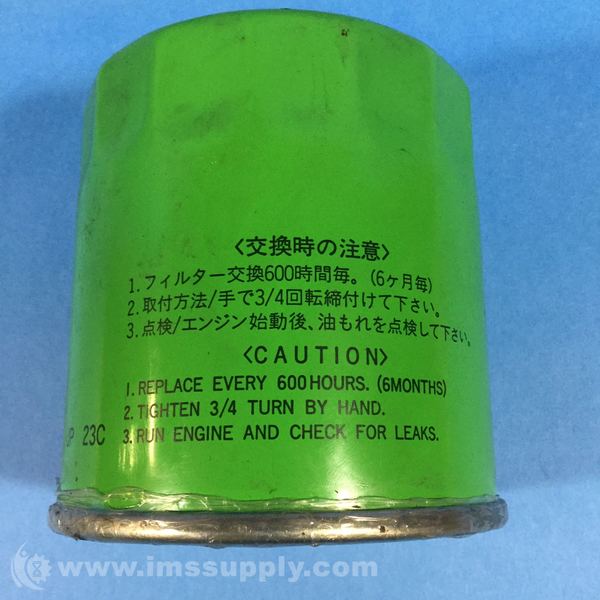 〈交換時の注意〉
1. フィルター交換600時間毎。(6ケ月毎)
2. 取付方法/手で3/4回転締付けて下さい。
3. 点検/エンジン始動後、油もれを点検して下さい。
〈CAUTION〉
1. REPLACE EVERY 600HOURS. (6MONTHS)
2. TIGHTEN 3/4 TURN BY HAND.
3. RUN ENGINE AND CHECK FOR LEAKS.
23C
© www.imssupply.com